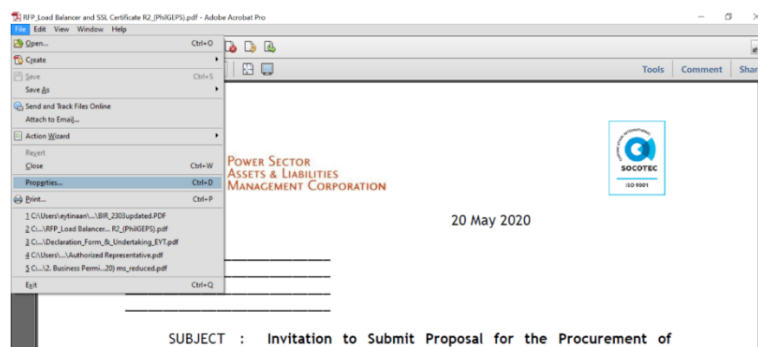 RFP_Load Balancer and SSL Certificate R2_(PhilGEPS).pdf - Adobe Acrobat Pro
File Edit View Window Help
Open... Ctrl+O
Create
Save Ctrl+S
Save As
Send and Track Files Online
Attach to Email...
Action Wizard
Revert
Close Ctrl+W
Properties... Ctrl+D
Print... Ctrl+P
1 C:\Users\eytinaan\...\BIR_2303updated.PDF
2 C:\...\RFP_Load Balancer... R2_(PhilGEPS).pdf
3 C:\...\Declaration_Form_&_Undertaking_EYT.pdf
4 C:\Users\...\Authorized Representative.pdf
5 C:\...\2. Business Permi...20) ms_reduced.pdf
Exit Ctrl+Q
Tools Comment Shar
POWER SECTOR
ASSETS & LIABILITIES
MANAGEMENT CORPORATION
SOCOTEC
ISO 9001
20 May 2020
SUBJECT : Invitation to Submit Proposal for the Procurement of